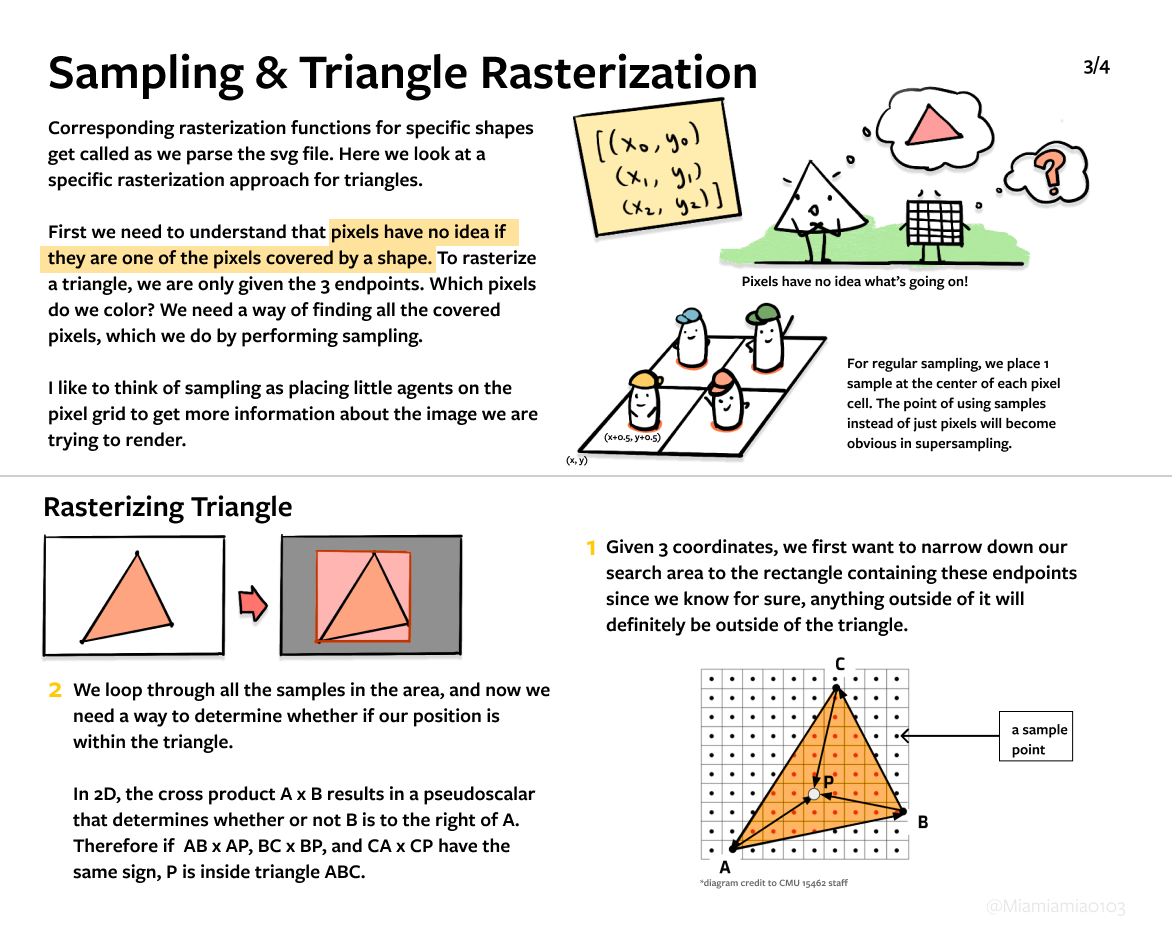 Sampling & Triangle Rasterization
3/4
Corresponding rasterization functions for specific shapes
get called as we parse the svg file. Here we look at a
specific rasterization approach for triangles.
First we need to understand that pixels have no idea if
they are one of the pixels covered by a shape. To rasterize
a triangle, we are only given the 3 endpoints. Which pixels
do we color? We need a way of finding all the covered
pixels, which we do by performing sampling.
I like to think of sampling as placing little agents on the
pixel grid to get more information about the image we are
trying to render.
[(x0, y0)
(x1, y1)
(x2, y2)]
?
Pixels have no idea what's going on!
(x+0.5, y+0.5)
(x, y)
For regular sampling, we place 1
sample at the center of each pixel
cell. The point of using samples
instead of just pixels will become
obvious in supersampling.
Rasterizing Triangle
1 Given 3 coordinates, we first want to narrow down our
search area to the rectangle containing these endpoints
since we know for sure, anything outside of it will
definitely be outside of the triangle.
2 We loop through all the samples in the area, and now we
need a way to determine whether if our position is
within the triangle.
In 2D, the cross product A x B results in a pseudoscalar
that determines whether or not B is to the right of A.
Therefore if  AB x AP, BC x BP, and CA x CP have the
same sign, P is inside triangle ABC.
C
a sample
point
P
B
A
*diagram credit to CMU 15462 staff
@Miamiamia0103